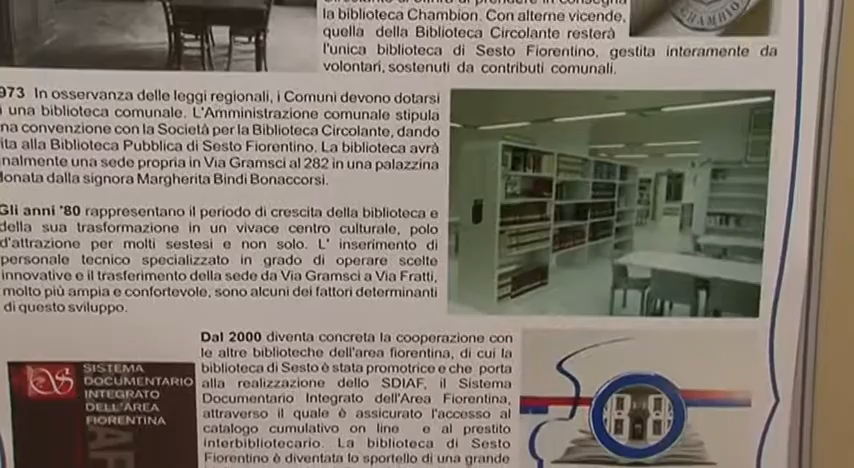 la biblioteca Chambion. Con alterne vicende,
quella della Biblioteca Circolante resterà
l'unica biblioteca di Sesto Fiorentino, gestita interamente da
volontari, sostenuti da contributi comunali.
973 In osservanza delle leggi regionali, i Comuni devono dotarsi
i una biblioteca comunale. L'Amministrazione comunale stipula
na convenzione con la Società per la Biblioteca Circolante, dando
ita alla Biblioteca Pubblica di Sesto Fiorentino. La biblioteca avrà
nalmente una sede propria in Via Gramsci al 282 in una palazzina
donata dalla signora Margherita Bindi Bonaccorsi.
Gli anni '80 rappresentano il periodo di crescita della biblioteca e
della sua trasformazione in un vivace centro culturale, polo
d'attrazione per molti sestesi e non solo. L' inserimento di
personale tecnico specializzato in grado di operare scelte
innovative e il trasferimento della sede da Via Gramsci a Via Fratti,
molto più ampia e confortevole, sono alcuni dei fattori determinanti
di questo sviluppo.
Dal 2000 diventa concreta la cooperazione con
le altre biblioteche dell'area fiorentina, di cui la
biblioteca di Sesto è stata promotrice e che porta
alla realizzazione dello SDIAF, il Sistema
Documentario Integrato dell'Area Fiorentina,
attraverso il quale è assicurato l'accesso al
catalogo cumulativo on line e al prestito
interbibliotecario. La biblioteca di Sesto
Fiorentino è diventata lo sportello di una grande
SISTEMA
DOCUMENTARIO
INTEGRATO
DELL'AREA
FIORENTINA